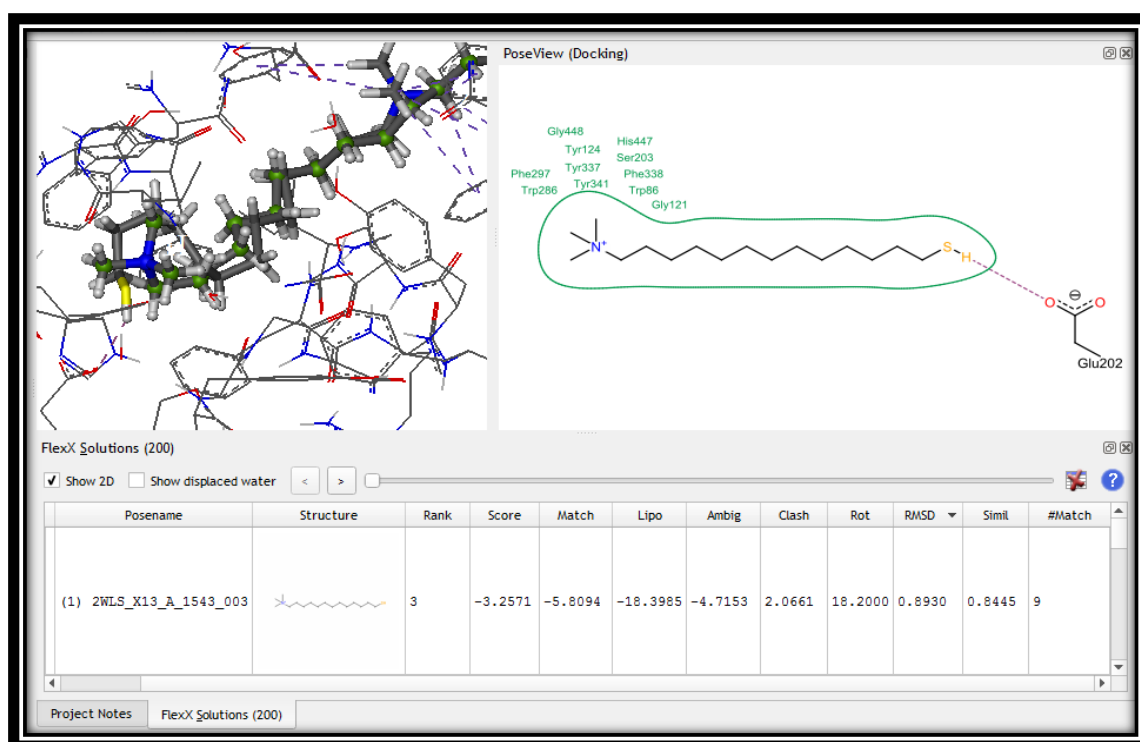 PoseView (Docking)
Gly448
His447
Tyr124
Ser203
Tyr337
Phe338
Phe297
Tyr341
Trp86
Trp286
Gly121
N+
S
H
O
⊖
O
Glu202
FlexX Solutions (200)
Show 2D Show displaced water < > ?
Posename Structure Rank Score Match Lipo Ambig Clash Rot RMSD Simil #Match
(1) 2WLS_X13_A_1543_003 3 -3.2571 -5.8094 -18.3985 -4.7153 2.0661 18.2000 0.8930 0.8445 9
Project Notes FlexX Solutions (200)